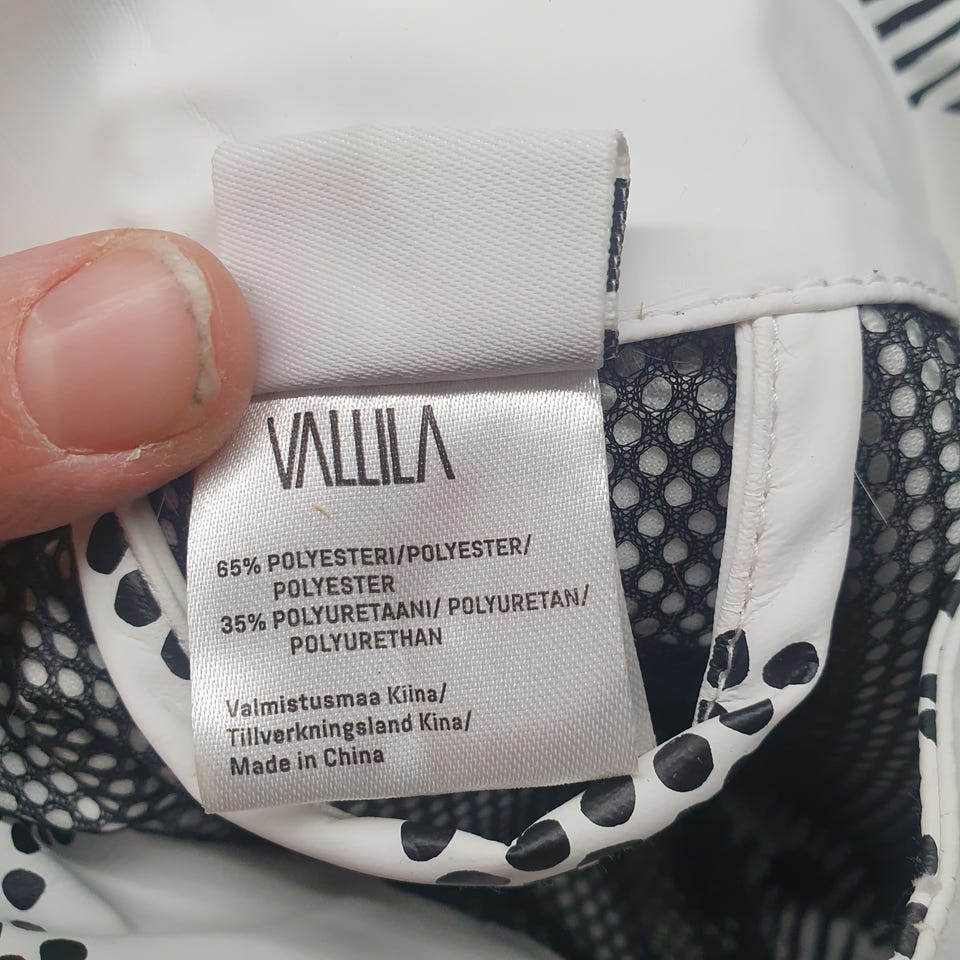 VALLILA
65% POLYESTERI/POLYESTER/
POLYESTER
35% POLYURETAANI/ POLYURETAN/
POLYURETHAN
Valmistusmaa Kiina/
Tillverkningsland Kina/
Made in China